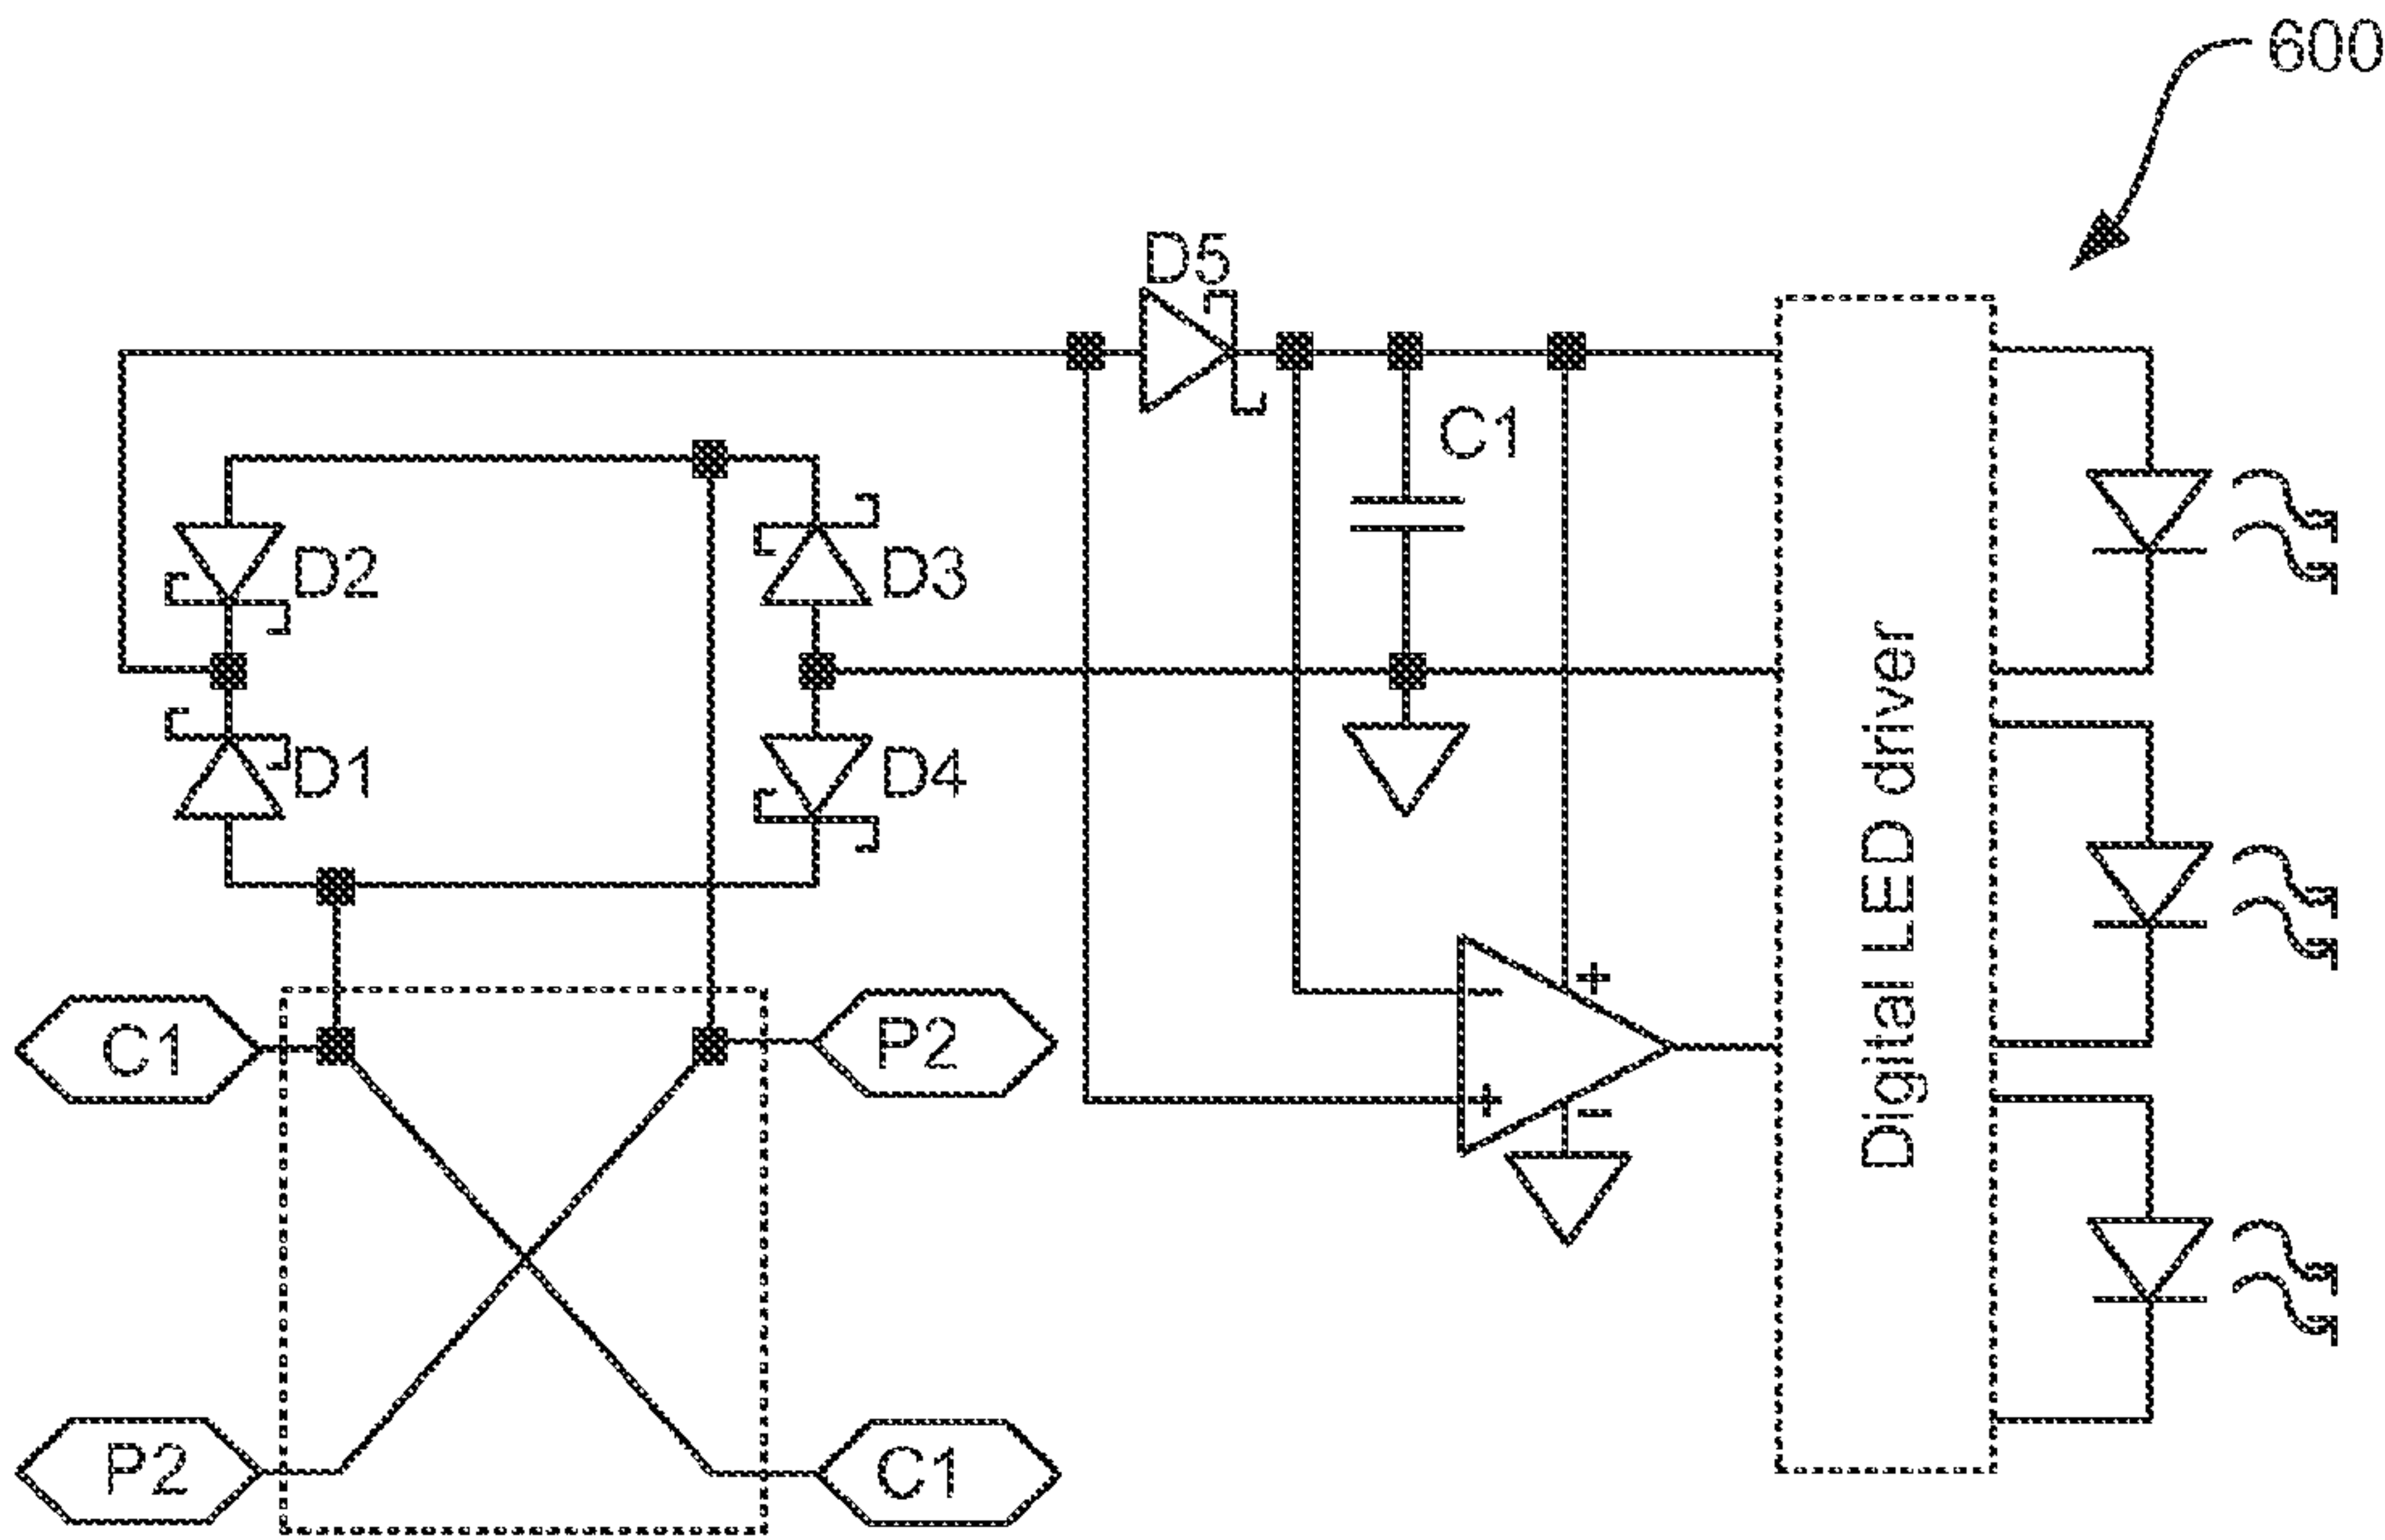 600
D5
C1
D2
D3
D1
D4
Digital LED driver
+
−
+
−
C1
P2
P2
C1